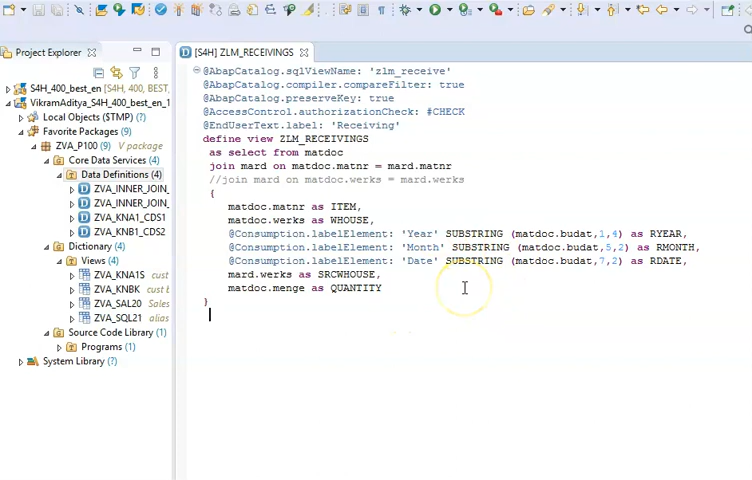 Project Explorer
[S4H] ZLM_RECEIVINGS
S4H_400_best_en [S4H, 400, BEST
VikramAditya_S4H_400_best_en_1
Local Objects ($TMP) (?)
Favorite Packages (9)
ZVA_P100 (9) V package
Core Data Services (4)
Data Definitions (4)
ZVA_INNER_JOIN_
ZVA_INNER_JOIN_
ZVA_KNA1_CDS1
ZVA_KNB1_CDS2
Dictionary (4)
Views (4)
ZVA_KNA1S cust
ZVA_KNBK cust b
ZVA_SAL20 Sales
ZVA_SQL21 alias
Source Code Library (1)
Programs (1)
System Library (?)
@AbapCatalog.sqlViewName: 'zlm_receive'
@AbapCatalog.compiler.compareFilter: true
@AbapCatalog.preserveKey: true
@AccessControl.authorizationCheck: #CHECK
@EndUserText.label: 'Receiving'
define view ZLM_RECEIVINGS
as select from matdoc
join mard on matdoc.matnr = mard.matnr
//join mard on matdoc.werks = mard.werks
{
matdoc.matnr as ITEM,
matdoc.werks as WHOUSE,
@Consumption.labelElement: 'Year' SUBSTRING (matdoc.budat,1,4) as RYEAR,
@Consumption.labelElement: 'Month' SUBSTRING (matdoc.budat,5,2) as RMONTH,
@Consumption.labelElement: 'Date' SUBSTRING (matdoc.budat,7,2) as RDATE,
mard.werks as SRCWHOUSE,
matdoc.menge as QUANTITY
}